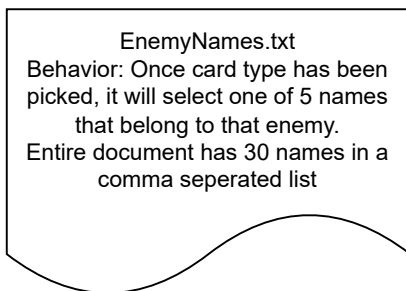 EnemyNames.txt
Behavior: Once card type has been
picked, it will select one of 5 names
that belong to that enemy.
Entire document has 30 names in a
comma seperated list